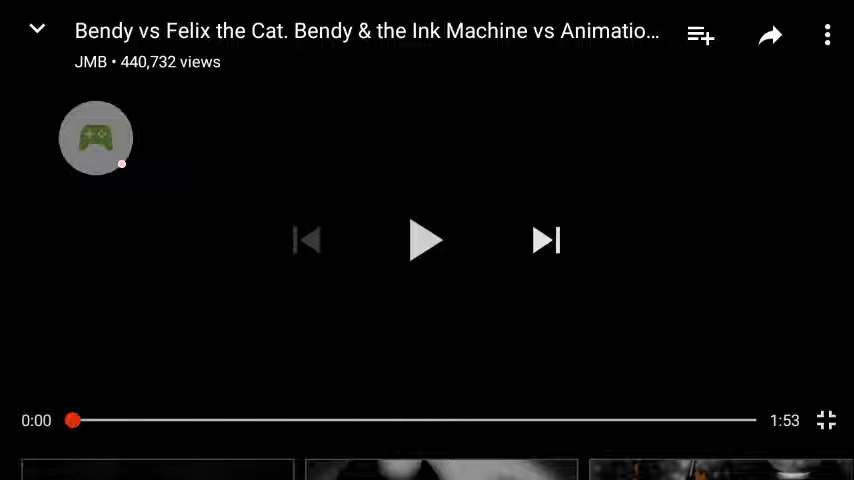 Bendy vs Felix the Cat. Bendy & the Ink Machine vs Animatio...
JMB • 440,732 views
0:00
1:53